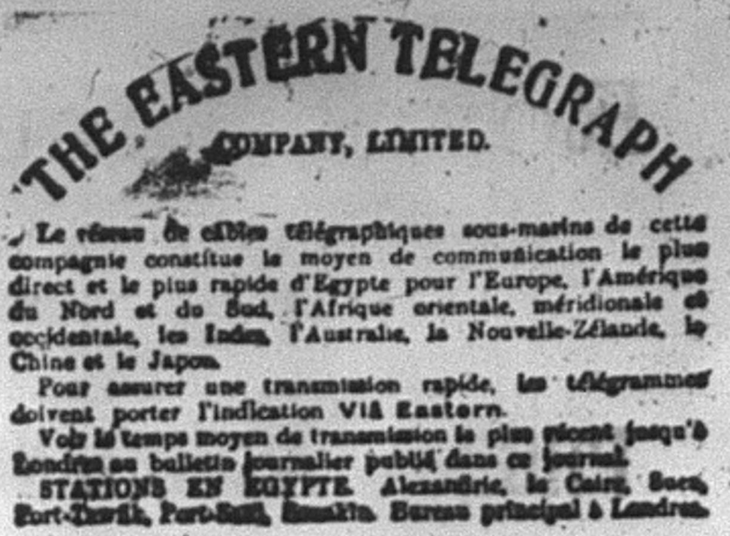 THE EASTERN TELEGRAPH
COMPANY, LIMITED.
Le réseau de câbles télégraphiques sous-marins de cette
compagnie constitue le moyen de communication le plus
direct et le plus rapide d'Egypte pour l'Europe, l'Amérique
du Nord et du Sud, l'Afrique orientale, méridionale et
occidentale, les Indes, l'Australie, la Nouvelle-Zélande, la
Chine et le Japon.
Pour assurer une transmission rapide, les télégrammes
doivent porter l'indication Via Eastern.
Voir le temps moyen de transmission le plus récent jusqu'à
Londres au bulletin journalier publié dans ce journal.
STATIONS EN EGYPTE. Alexandrie, le Caire, Suez,
Port-Tewfik, Port-Saïd, Souakin. Bureau principal à Londres.